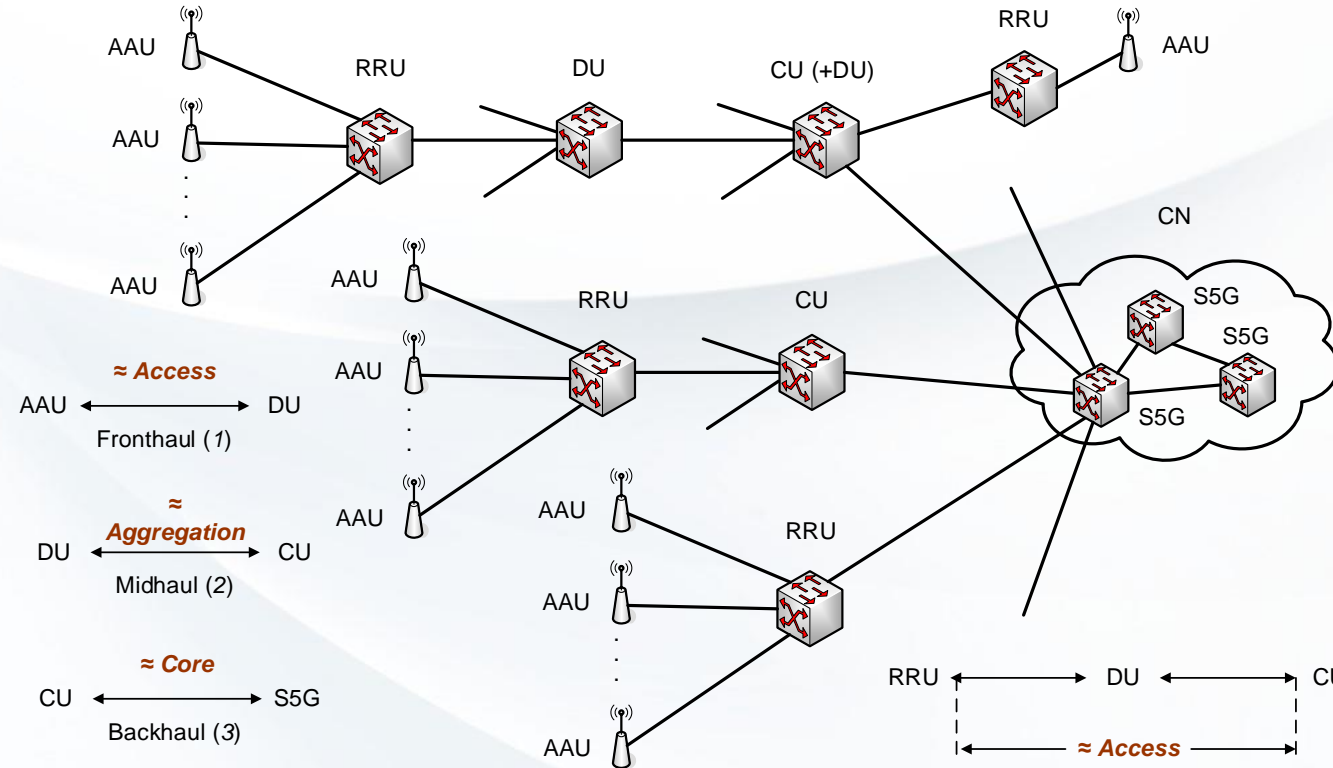 RRU
AAU
AAU
RRU
DU
CU (+DU)
AAU
.
.
.
CN
AAU
AAU
RRU
CU
S5G
S5G
≈ Access
AAU
AAU
DU
S5G
Fronthaul (1)
.
.
.
≈
Aggregation
AAU
AAU
RRU
DU
CU
Midhaul (2)
AAU
.
.
.
≈ Core
RRU
DU
CU
CU
S5G
Backhaul (3)
AAU
≈ Access